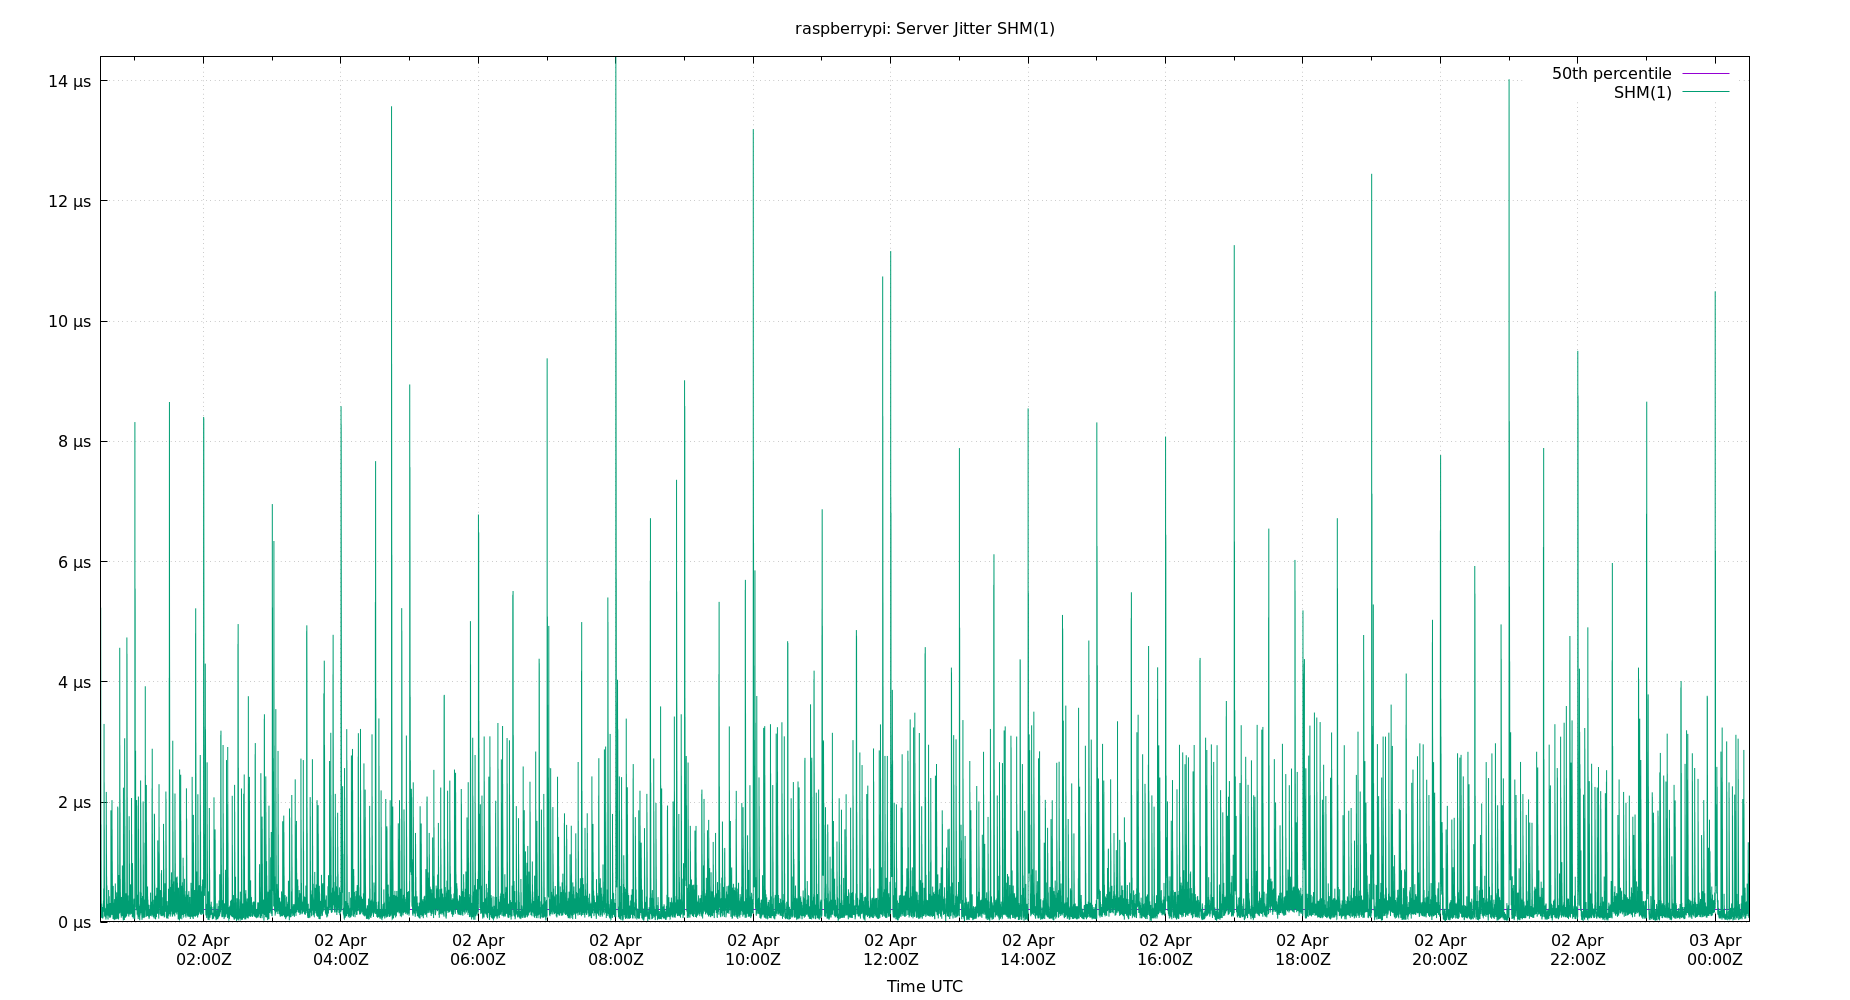 raspberrypi: Server Jitter SHM(1)
50th percentile
SHM(1)
14 µs
12 µs
10 µs
8 µs
6 µs
4 µs
2 µs
0 µs
02 Apr 02 Apr 02 Apr 02 Apr 02 Apr 02 Apr 02 Apr 02 Apr 02 Apr 02 Apr 02 Apr 03 Apr
02:00Z 04:00Z 06:00Z 08:00Z 10:00Z 12:00Z 14:00Z 16:00Z 18:00Z 20:00Z 22:00Z 00:00Z
Time UTC